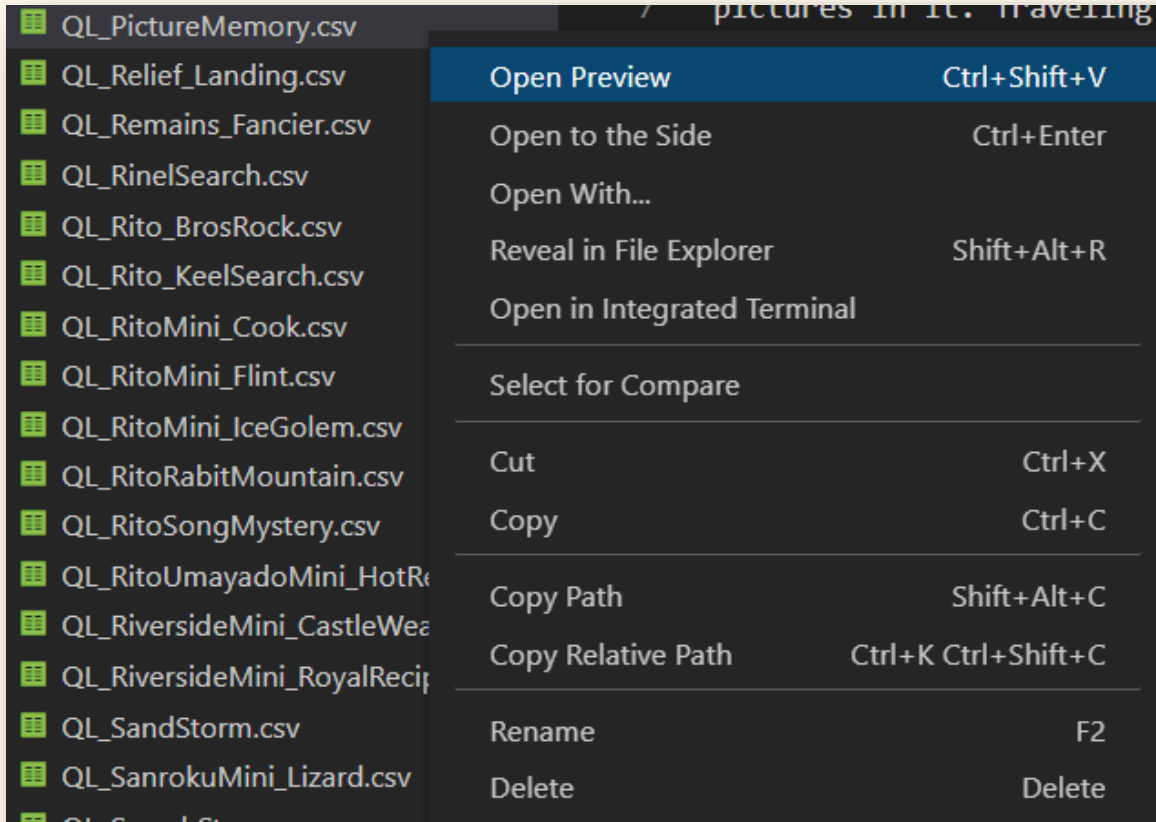 QL_PictureMemory.csv
QL_Relief_Landing.csv
QL_Remains_Fancier.csv
QL_RinelSearch.csv
QL_Rito_BrosRock.csv
QL_Rito_KeelSearch.csv
QL_RitoMini_Cook.csv
QL_RitoMini_Flint.csv
QL_RitoMini_IceGolem.csv
QL_RitoRabitMountain.csv
QL_RitoSongMystery.csv
QL_RitoUmayadoMini_HotRe
QL_RiversideMini_CastleWea
QL_RiversideMini_RoyalRecip
QL_SandStorm.csv
QL_SanrokuMini_Lizard.csv
7 pictures in it. Traveling
Open Preview Ctrl+Shift+V
Open to the Side Ctrl+Enter
Open With...
Reveal in File Explorer Shift+Alt+R
Open in Integrated Terminal
Select for Compare
Cut Ctrl+X
Copy Ctrl+C
Copy Path Shift+Alt+C
Copy Relative Path Ctrl+K Ctrl+Shift+C
Rename F2
Delete Delete